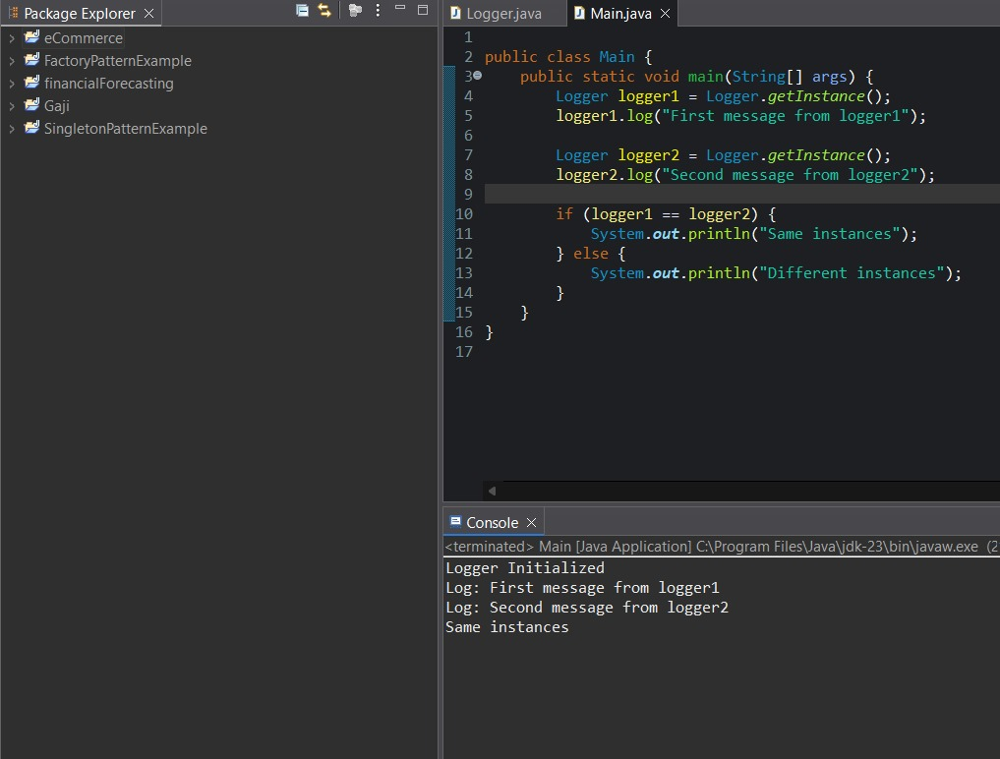 Package Explorer
eCommerce
FactoryPatternExample
financialForecasting
Gaji
SingletonPatternExample
Logger.java
Main.java
1
2 public class Main {
3     public static void main(String[] args) {
4         Logger logger1 = Logger.getInstance();
5         logger1.log("First message from logger1");
6
7         Logger logger2 = Logger.getInstance();
8         logger2.log("Second message from logger2");
9
10         if (logger1 == logger2) {
11             System.out.println("Same instances");
12         } else {
13             System.out.println("Different instances");
14         }
15     }
16 }
17
Console
<terminated> Main [Java Application] C:\Program Files\Java\jdk-23\bin\javaw.exe (2
Logger Initialized
Log: First message from logger1
Log: Second message from logger2
Same instances